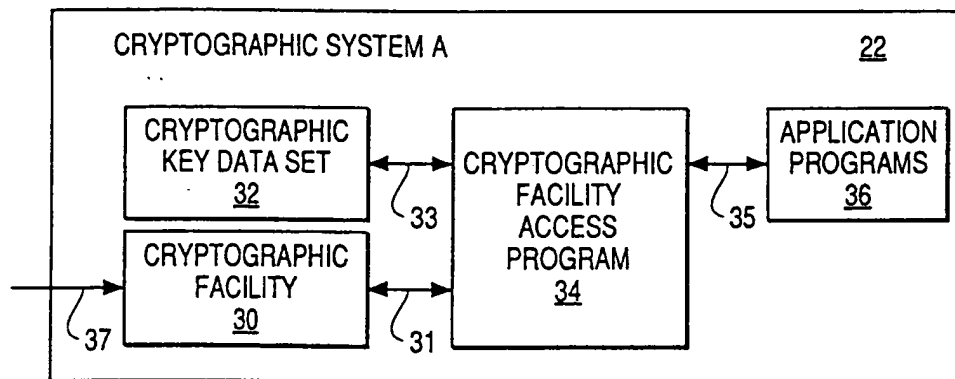 CRYPTOGRAPHIC SYSTEM A
22
CRYPTOGRAPHIC
KEY DATA SET
32
33
CRYPTOGRAPHIC
FACILITY
ACCESS
PROGRAM
34
35
APPLICATION
PROGRAMS
36
CRYPTOGRAPHIC
FACILITY
30
31
37